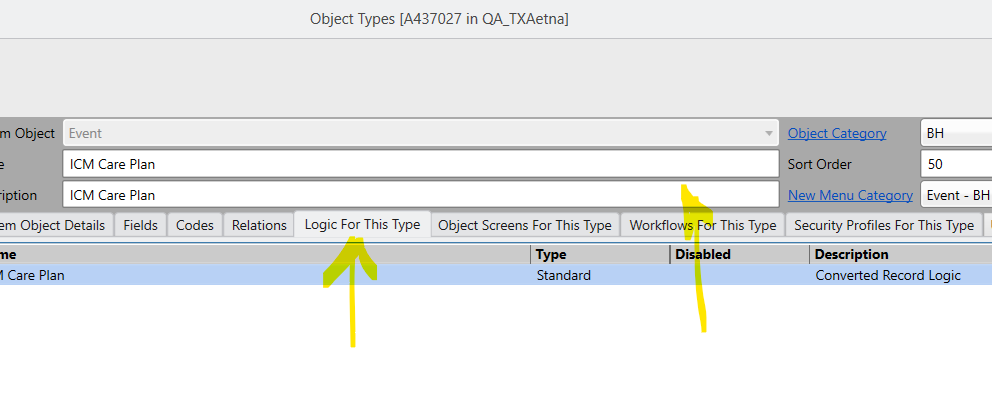 Object Types [A437027 in QA_TXAetna]
m Object Event Object Category BH
e ICM Care Plan Sort Order 50
ription ICM Care Plan New Menu Category Event - BH
em Object Details Fields Codes Relations Logic For This Type Object Screens For This Type Workflows For This Type Security Profiles For This Type
me Type Disabled Description
M Care Plan Standard Converted Record Logic